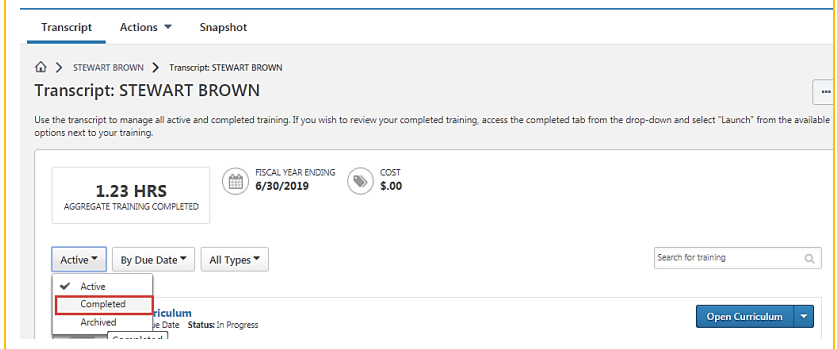 Transcript Actions Snapshot
STEWART BROWN Transcript: STEWART BROWN
Transcript: STEWART BROWN
...
Use the transcript to manage all active and completed training. If you wish to review your completed training, access the completed tab from the drop-down and select "Launch" from the available
options next to your training.
1.23 HRS
AGGREGATE TRAINING COMPLETED
FISCAL YEAR ENDING
6/30/2019
COST
$.00
Active By Due Date All Types
Search for training
Active
Completed
Archived
riculum
ue Date Status: In Progress
Open Curriculum
Completed